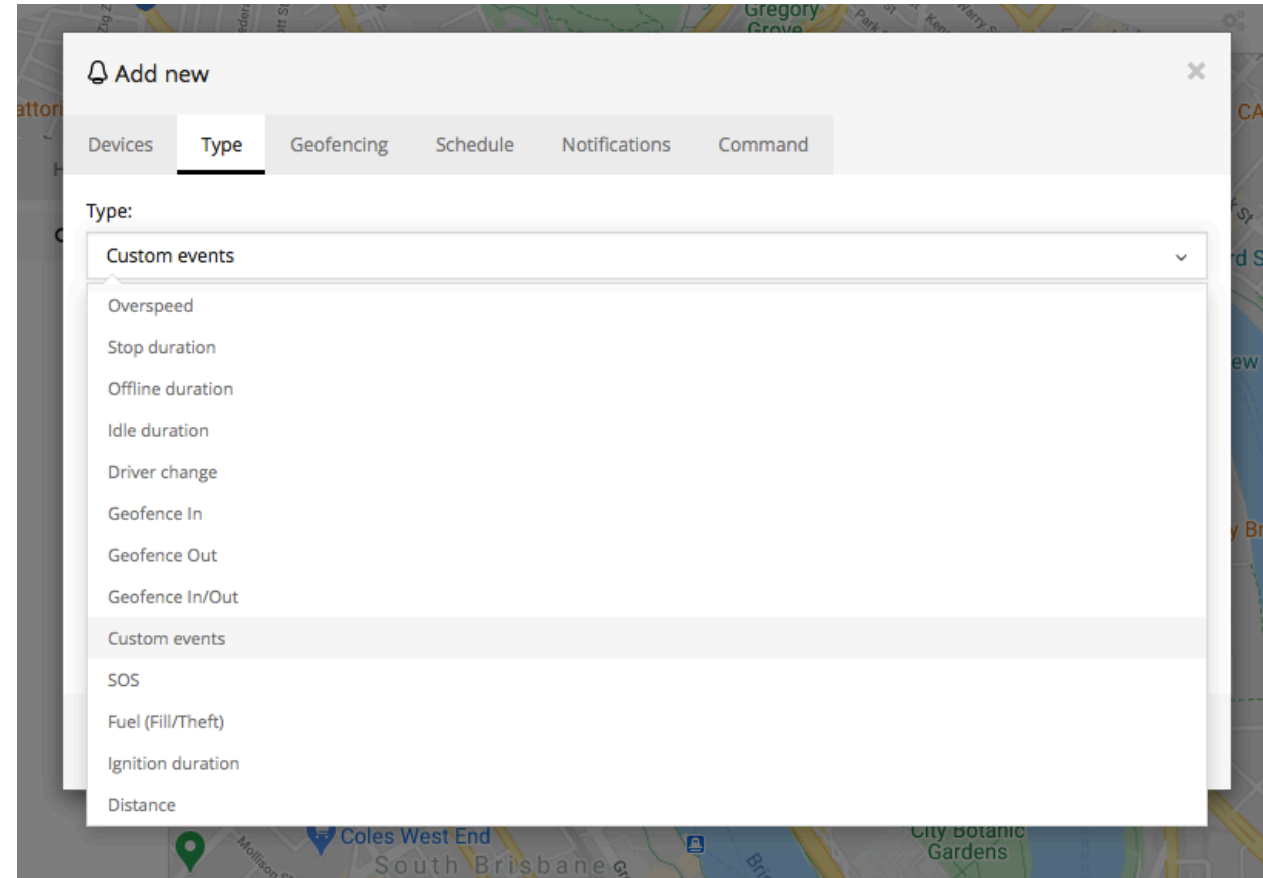 Gregory
Grove
Add new
Devices
Type
Geofencing
Schedule
Notifications
Command
Type:
Custom events
Overspeed
Stop duration
Offline duration
Idle duration
Driver change
Geofence In
Geofence Out
Geofence In/Out
Custom events
SOS
Fuel (Fill/Theft)
Ignition duration
Distance
Coles West End
South Brisbane
City Botanic
Gardens